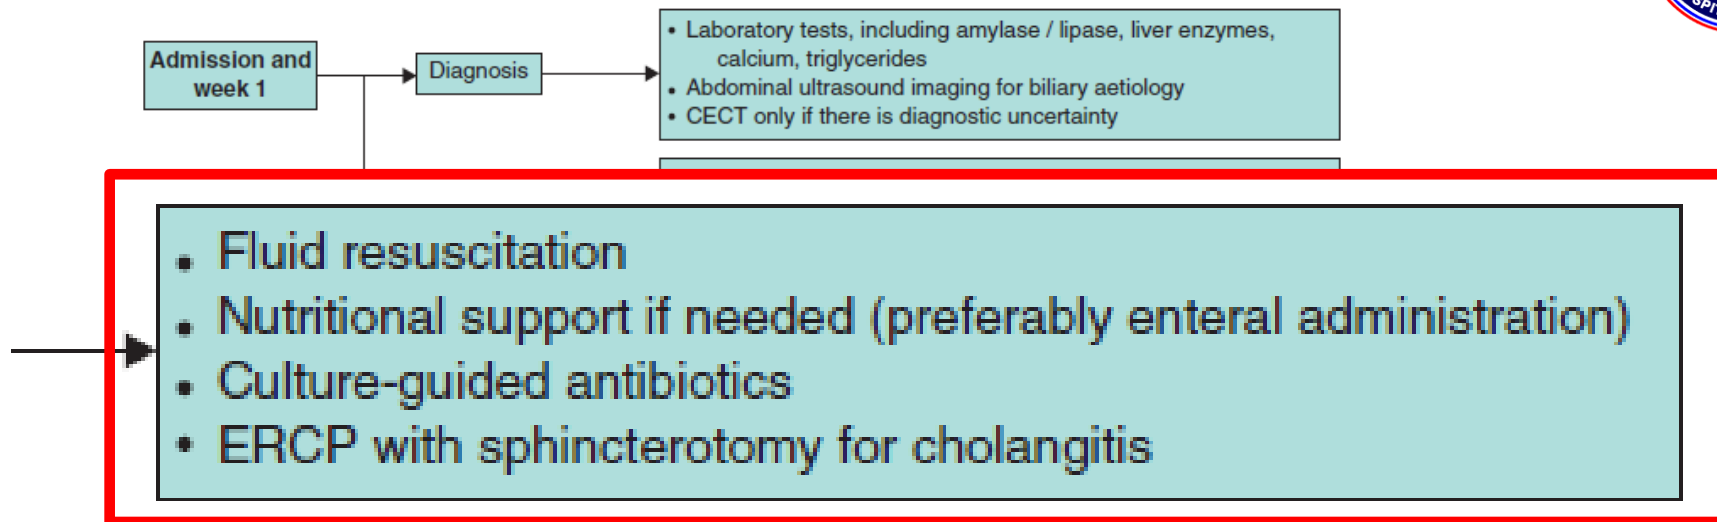 Admission and
week 1
Diagnosis
• Laboratory tests, including amylase / lipase, liver enzymes,
calcium, triglycerides
• Abdominal ultrasound imaging for biliary aetiology
• CECT only if there is diagnostic uncertainty
• Fluid resuscitation
• Nutritional support if needed (preferably enteral administration)
• Culture-guided antibiotics
• ERCP with sphincterotomy for cholangitis